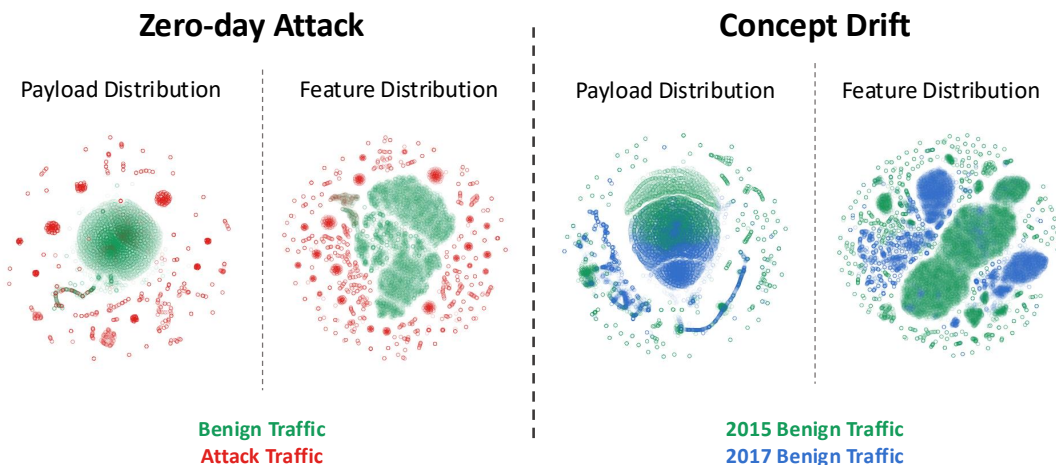 Zero-day Attack
Concept Drift
Payload Distribution
Feature Distribution
Payload Distribution
Feature Distribution
Benign Traffic
Attack Traffic
2015 Benign Traffic
2017 Benign Traffic